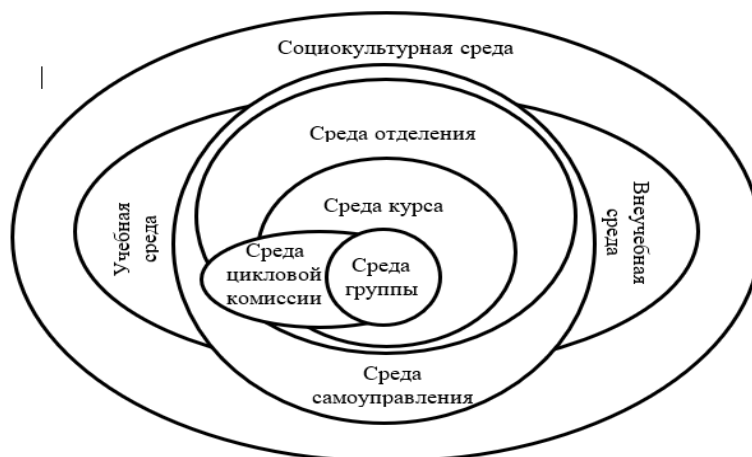 Социокультурная среда
Среда отделения
Учебная
среда
Внеучебная
среда
Среда курса
Среда
цикловой
комиссии
Среда
группы
Среда
самоуправления